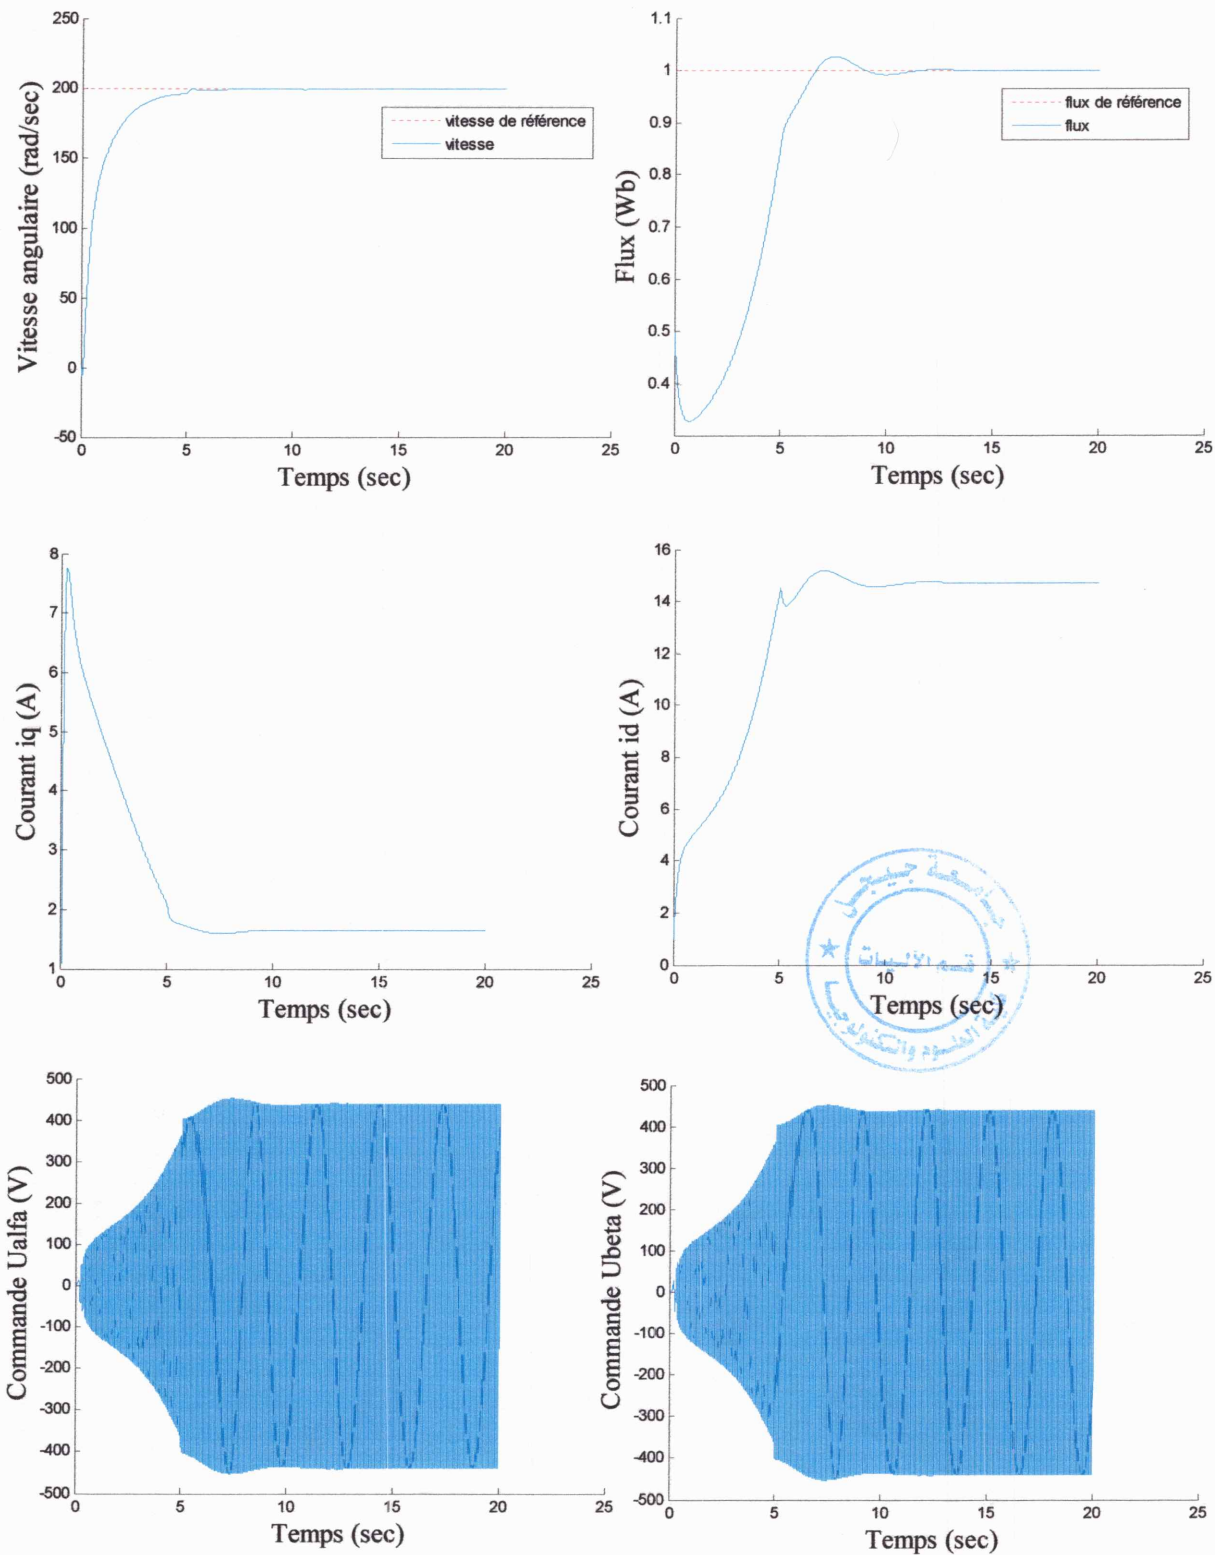 250
200
150
100
50
0
-50
Vitesse angulaire (rad/sec)
vitesse de référence
vitesse
0 5 10 15 20 25
Temps (sec)
1.1
1
0.9
0.8
0.7
0.6
0.5
0.4
Flux (Wb)
flux de référence
flux
0 5 10 15 20 25
Temps (sec)
8
7
6
5
4
3
2
1
Courant iq (A)
0 5 10 15 20 25
Temps (sec)
16
14
12
10
8
6
4
2
0
Courant id (A)
0 5 10 15 20 25
Temps (sec)
جامعة جيجل
قسم الآليات
العلوم والتكنولوجيا
500
400
300
200
100
0
-100
-200
-300
-400
-500
Commande Ualfa (V)
0 5 10 15 20 25
Temps (sec)
500
400
300
200
100
0
-100
-200
-300
-400
-500
Commande Ubeta (V)
0 5 10 15 20 25
Temps (sec)